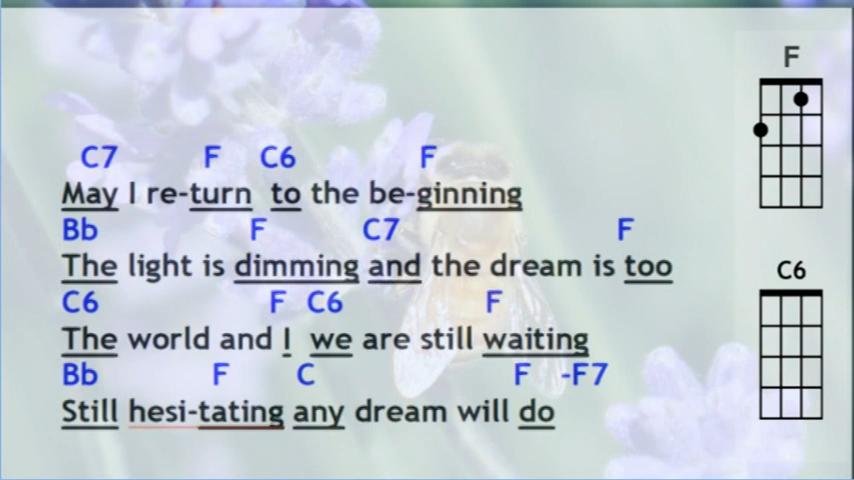 C7 F C6 F
May I re-turn to the be-ginning
Bb F C7 F
The light is dimming and the dream is too
C6 F C6 F
The world and I we are still waiting
Bb F C F -F7
Still hesi-tating any dream will do
F
C6